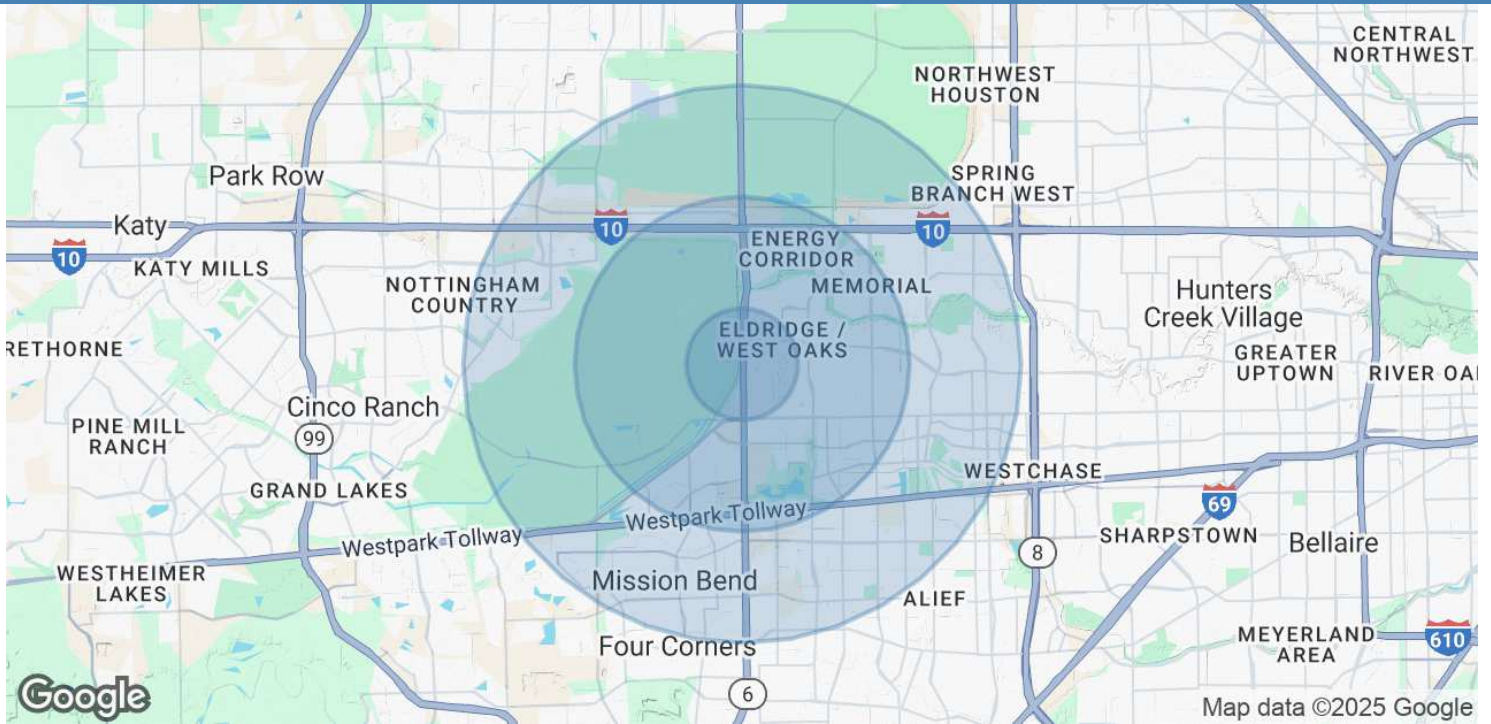 CENTRAL
NORTHWEST
NORTHWEST
HOUSTON
Park Row
SPRING
BRANCH WEST
Katy
10
10
10
ENERGY
CORRIDOR
KATY MILLS
NOTTINGHAM
COUNTRY
MEMORIAL
Hunters
Creek Village
ELDRIDGE /
WEST OAKS
RETHORNE
GREATER
UPTOWN
RIVER OA
Cinco Ranch
99
PINE MILL
RANCH
GRAND LAKES
WESTCHASE
69
Westpark Tollway
Westpark Tollway
SHARPSTOWN
Bellaire
8
WESTHEIMER
LAKES
Mission Bend
ALIEF
Four Corners
MEYERLAND
AREA
610
6
Google
Map data ©2025 Google